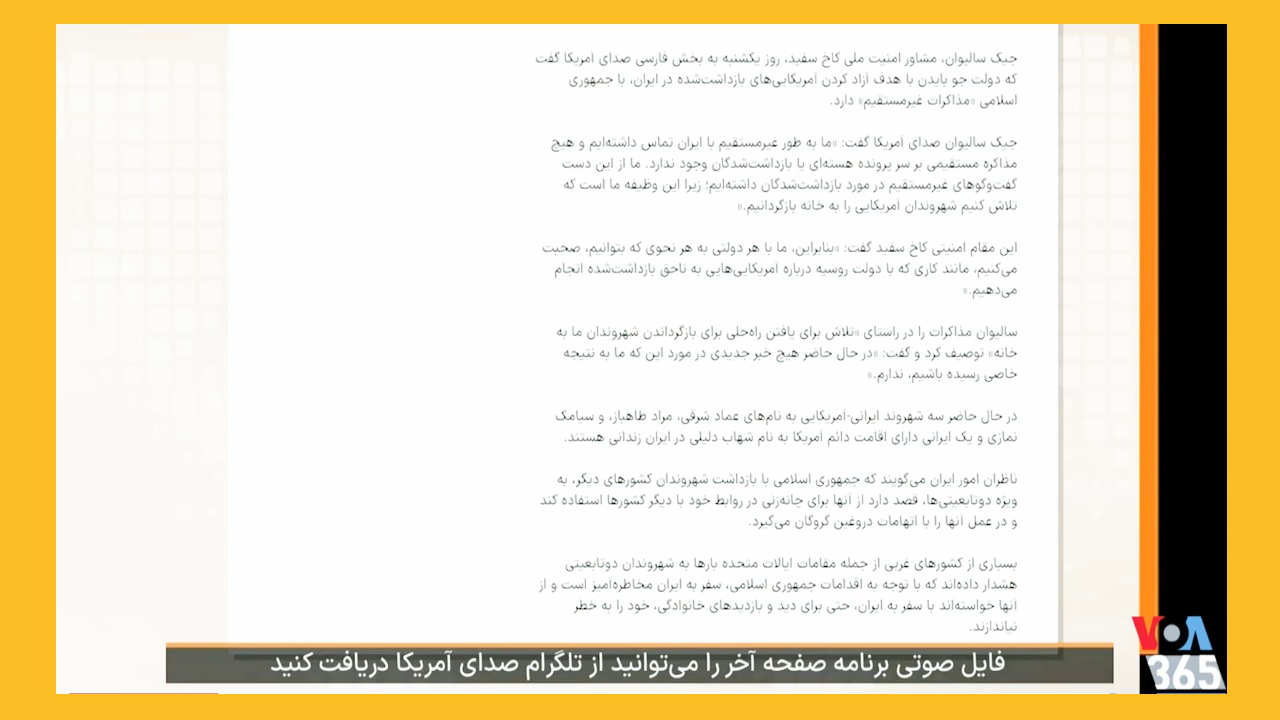 جیک سالیوان، مشاور امنیت ملی کاخ سفید، روز یکشنبه به بخش فارسی صدای آمریکا گفت
که دولت جو بایدن با هدف آزاد کردن آمریکایی‌های بازداشت‌شده در ایران، با جمهوری
اسلامی «مذاکرات غیرمستقیم» دارد.
جیک سالیوان صدای آمریکا گفت: «ما به طور غیرمستقیم با ایران تماس داشته‌ایم و هیچ
مذاکره مستقیمی بر سر پرونده هسته‌ای یا بازداشت‌شدگان وجود ندارد. ما از این دست
گفت‌وگوهای غیرمستقیم در مورد بازداشت‌شدگان داشته‌ایم؛ زیرا این وظیفه ما است که
تلاش کنیم شهروندان آمریکایی را به خانه بازگردانیم.»
این مقام امنیتی کاخ سفید گفت: «بنابراین، ما با هر دولتی به هر نحوی که بتوانیم، صحبت
می‌کنیم، مانند کاری که با دولت روسیه درباره آمریکایی‌هایی به ناحق بازداشت‌شده انجام
می‌دهیم.»
سالیوان مذاکرات را در راستای «تلاش برای یافتن راه‌حلی برای بازگرداندن شهروندان ما به
خانه» توصیف کرد و گفت: «در حال حاضر هیچ خبر جدیدی در مورد این که ما به نتیجه
خاصی رسیده باشیم، ندارم.»
در حال حاضر سه شهروند ایرانی-آمریکایی به نام‌های عماد شرقی، مراد طاهباز، و سیامک
نمازی و یک ایرانی دارای اقامت دائم آمریکا به نام شهاب دلیلی در ایران زندانی هستند.
ناظران امور ایران می‌گویند که جمهوری اسلامی با بازداشت شهروندان کشورهای دیگر، به
ویژه دوتابعیتی‌ها، قصد دارد از آنها برای چانه‌زنی در روابط خود با دیگر کشورها استفاده کند
و در عمل آنها را با اتهامات دروغین گروگان می‌گیرد.
بسیاری از کشورهای غربی از جمله مقامات ایالات متحده بارها به شهروندان دوتابعیتی
هشدار داده‌اند که با توجه به اقدامات جمهوری اسلامی، سفر به ایران مخاطره‌آمیز است و از
آنها خواسته‌اند با سفر به ایران، حتی برای دید و بازدیدهای خانوادگی، خود را به خطر
نیاندازند.
فایل صوتی برنامه صفحه آخر را می‌توانید از تلگرام صدای آمریکا دریافت کنید
VOA
365